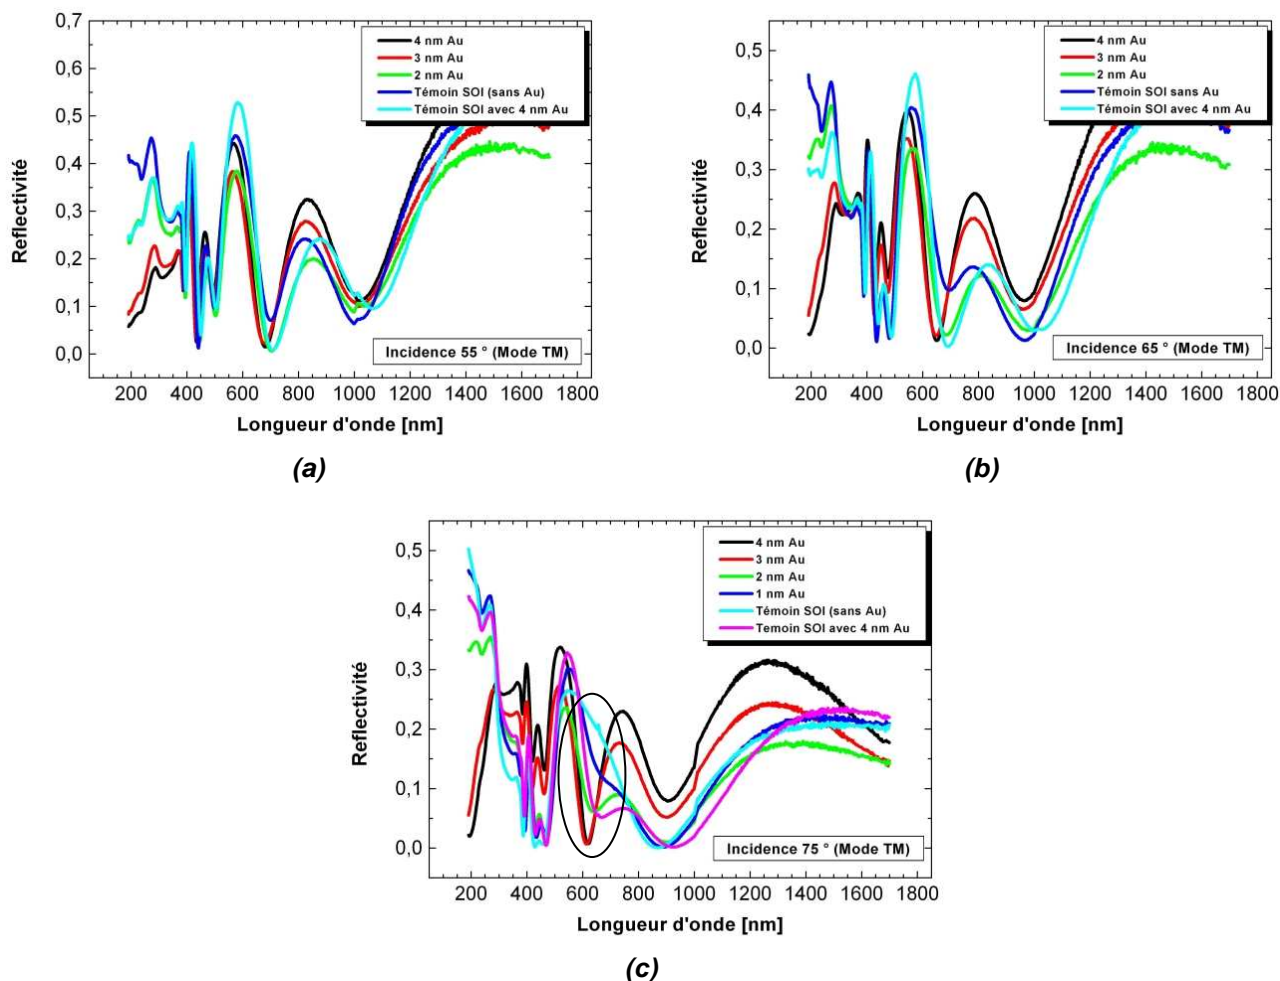 0,7
0,6
0,5
0,4
0,3
0,2
0,1
0,0
Reflectivité
4 nm Au
3 nm Au
2 nm Au
Témoin SOI (sans Au)
Témoin SOI avec 4 nm Au
Incidence 55 ° (Mode TM)
200 400 600 800 1000 1200 1400 1600 1800
Longueur d'onde [nm]
(a)
0,5
0,4
0,3
0,2
0,1
0,0
Reflectivité
4 nm Au
3 nm Au
2 nm Au
Témoin SOI sans Au)
Témoin SOI avec 4 nm Au
Incidence 65 ° (Mode TM)
200 400 600 800 1000 1200 1400 1600 1800
Longueur d'onde [nm]
(b)
0,5
0,4
0,3
0,2
0,1
0,0
Reflectivité
4 nm Au
3 nm Au
2 nm Au
1 nm Au
Témoin SOI (sans Au)
Temoin SOI avec 4 nm Au
Incidence 75 ° (Mode TM)
200 400 600 800 1000 1200 1400 1600 1800
Longueur d'onde [nm]
(c)